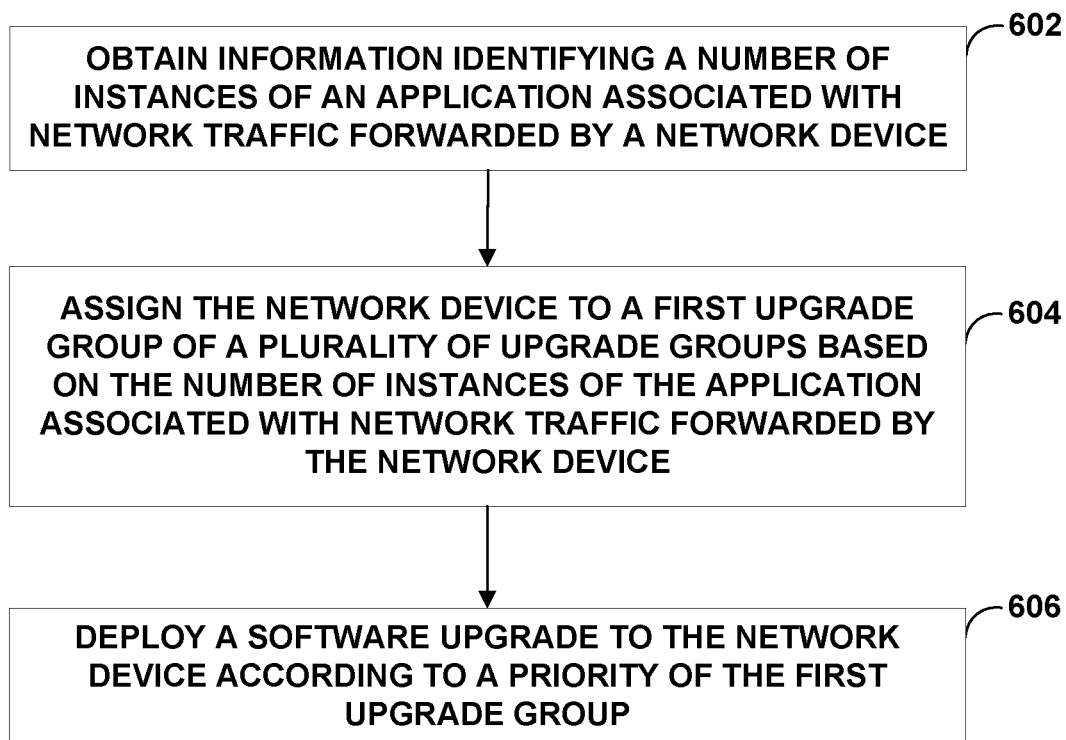 602
OBTAIN INFORMATION IDENTIFYING A NUMBER OF
INSTANCES OF AN APPLICATION ASSOCIATED WITH
NETWORK TRAFFIC FORWARDED BY A NETWORK DEVICE
604
ASSIGN THE NETWORK DEVICE TO A FIRST UPGRADE
GROUP OF A PLURALITY OF UPGRADE GROUPS BASED
ON THE NUMBER OF INSTANCES OF THE APPLICATION
ASSOCIATED WITH NETWORK TRAFFIC FORWARDED BY
THE NETWORK DEVICE
606
DEPLOY A SOFTWARE UPGRADE TO THE NETWORK
DEVICE ACCORDING TO A PRIORITY OF THE FIRST
UPGRADE GROUP